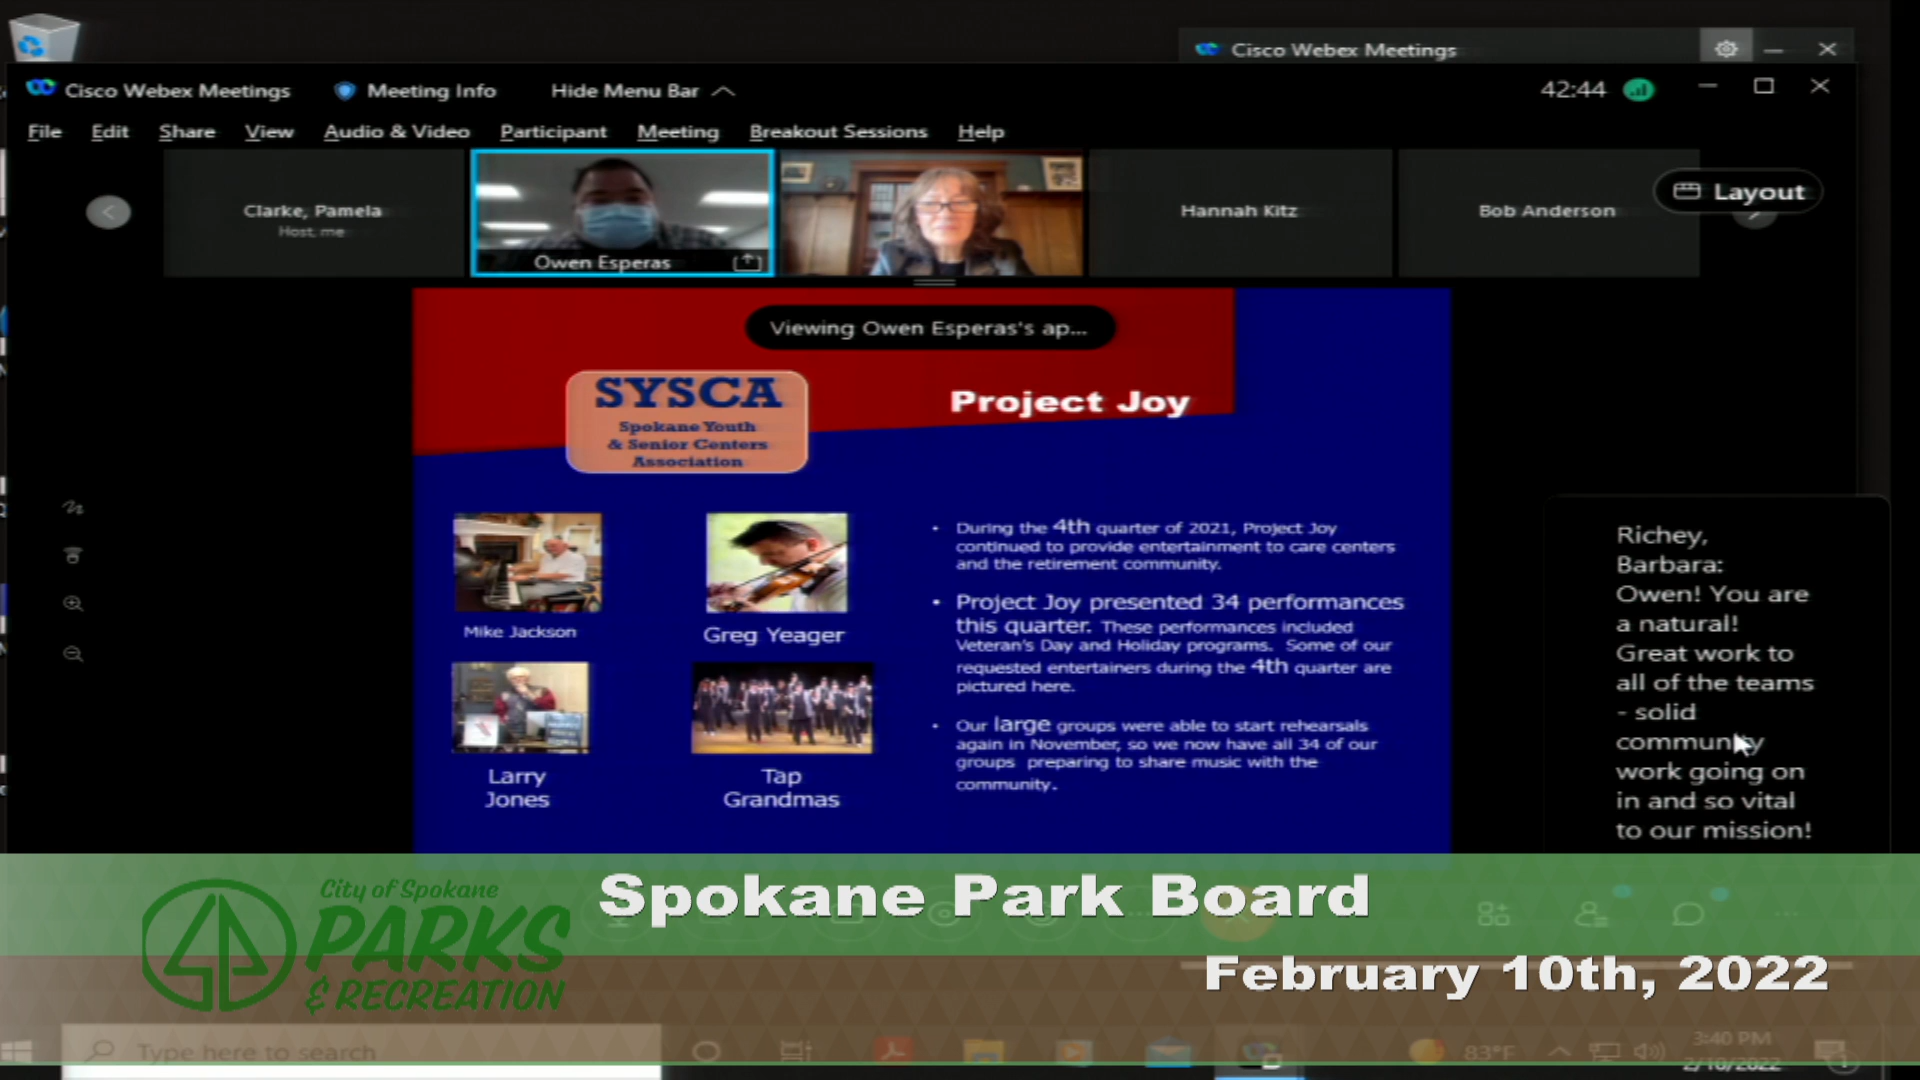 Cisco Webex Meetings
Cisco Webex Meetings
Meeting Info
Hide Menu Bar
42:44
File Edit Share View Audio & Video Participant Meeting Breakout Sessions Help
Clarke, Pamela
Host, me
Owen Esperas
Hannah Kitz
Bob Anderson
Layout
Viewing Owen Esperas's ap...
SYSCA
Spokane Youth
& Senior Centers
Association
Project Joy
Mike Jackson
Greg Yeager
Larry
Jones
Tap
Grandmas
• During the 4th quarter of 2021, Project Joy
continued to provide entertainment to care centers
and the retirement community.
• Project Joy presented 34 performances
this quarter. These performances included
Veteran's Day and Holiday programs. Some of our
requested entertainers during the 4th quarter are
pictured here.
• Our large groups were able to start rehearsals
again in November, so we now have all 34 of our
groups preparing to share music with the
community.
Richey,
Barbara:
Owen! You are
a natural!
Great work to
all of the teams
- solid
community
work going on
in and so vital
to our mission!
City of Spokane
PARKS
& RECREATION
Spokane Park Board
February 10th, 2022
Type here to search
83°F
3:40 PM
2/10/2022